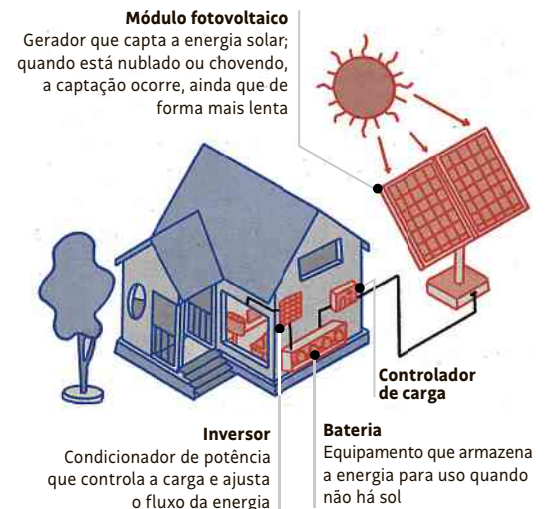 Módulo fotovoltaico
Gerador que capta a energia solar;
quando está nublado ou chovendo,
a captação ocorre, ainda que de
forma mais lenta
Controlador
de carga
Inversor
Condicionador de potência
que controla a carga e ajusta
o fluxo da energia
Bateria
Equipamento que armazena
a energia para uso quando
não há sol